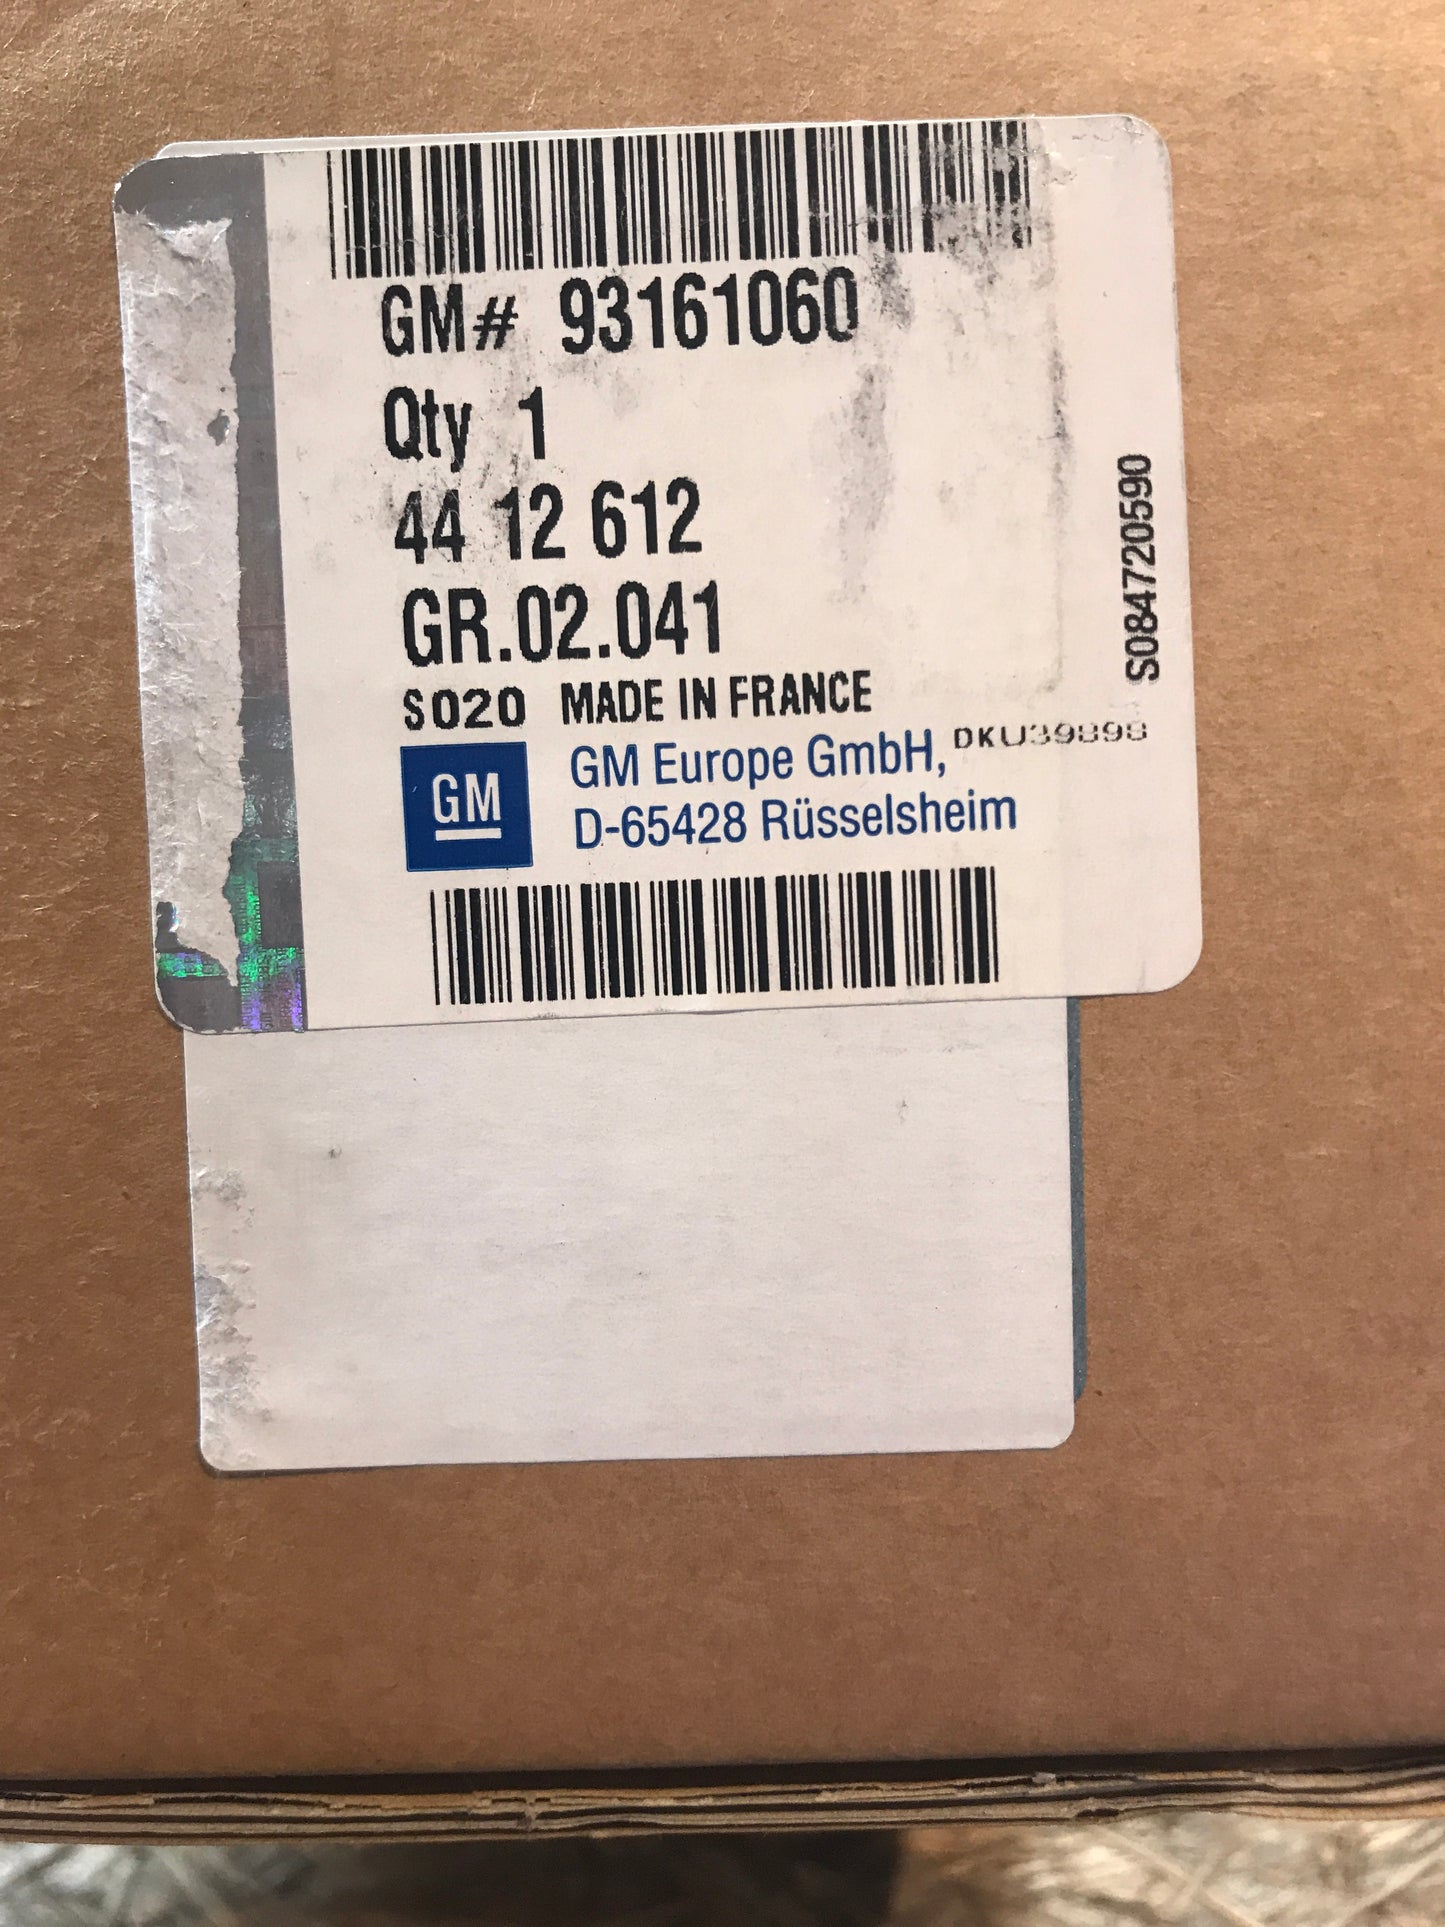 GM# 93161060
Qty 1
44 12 612
GR.02.041
S020 MADE IN FRANCE
GM
GM Europe GmbH,
D-65428 Rüsselsheim
DKU39898
S084720590